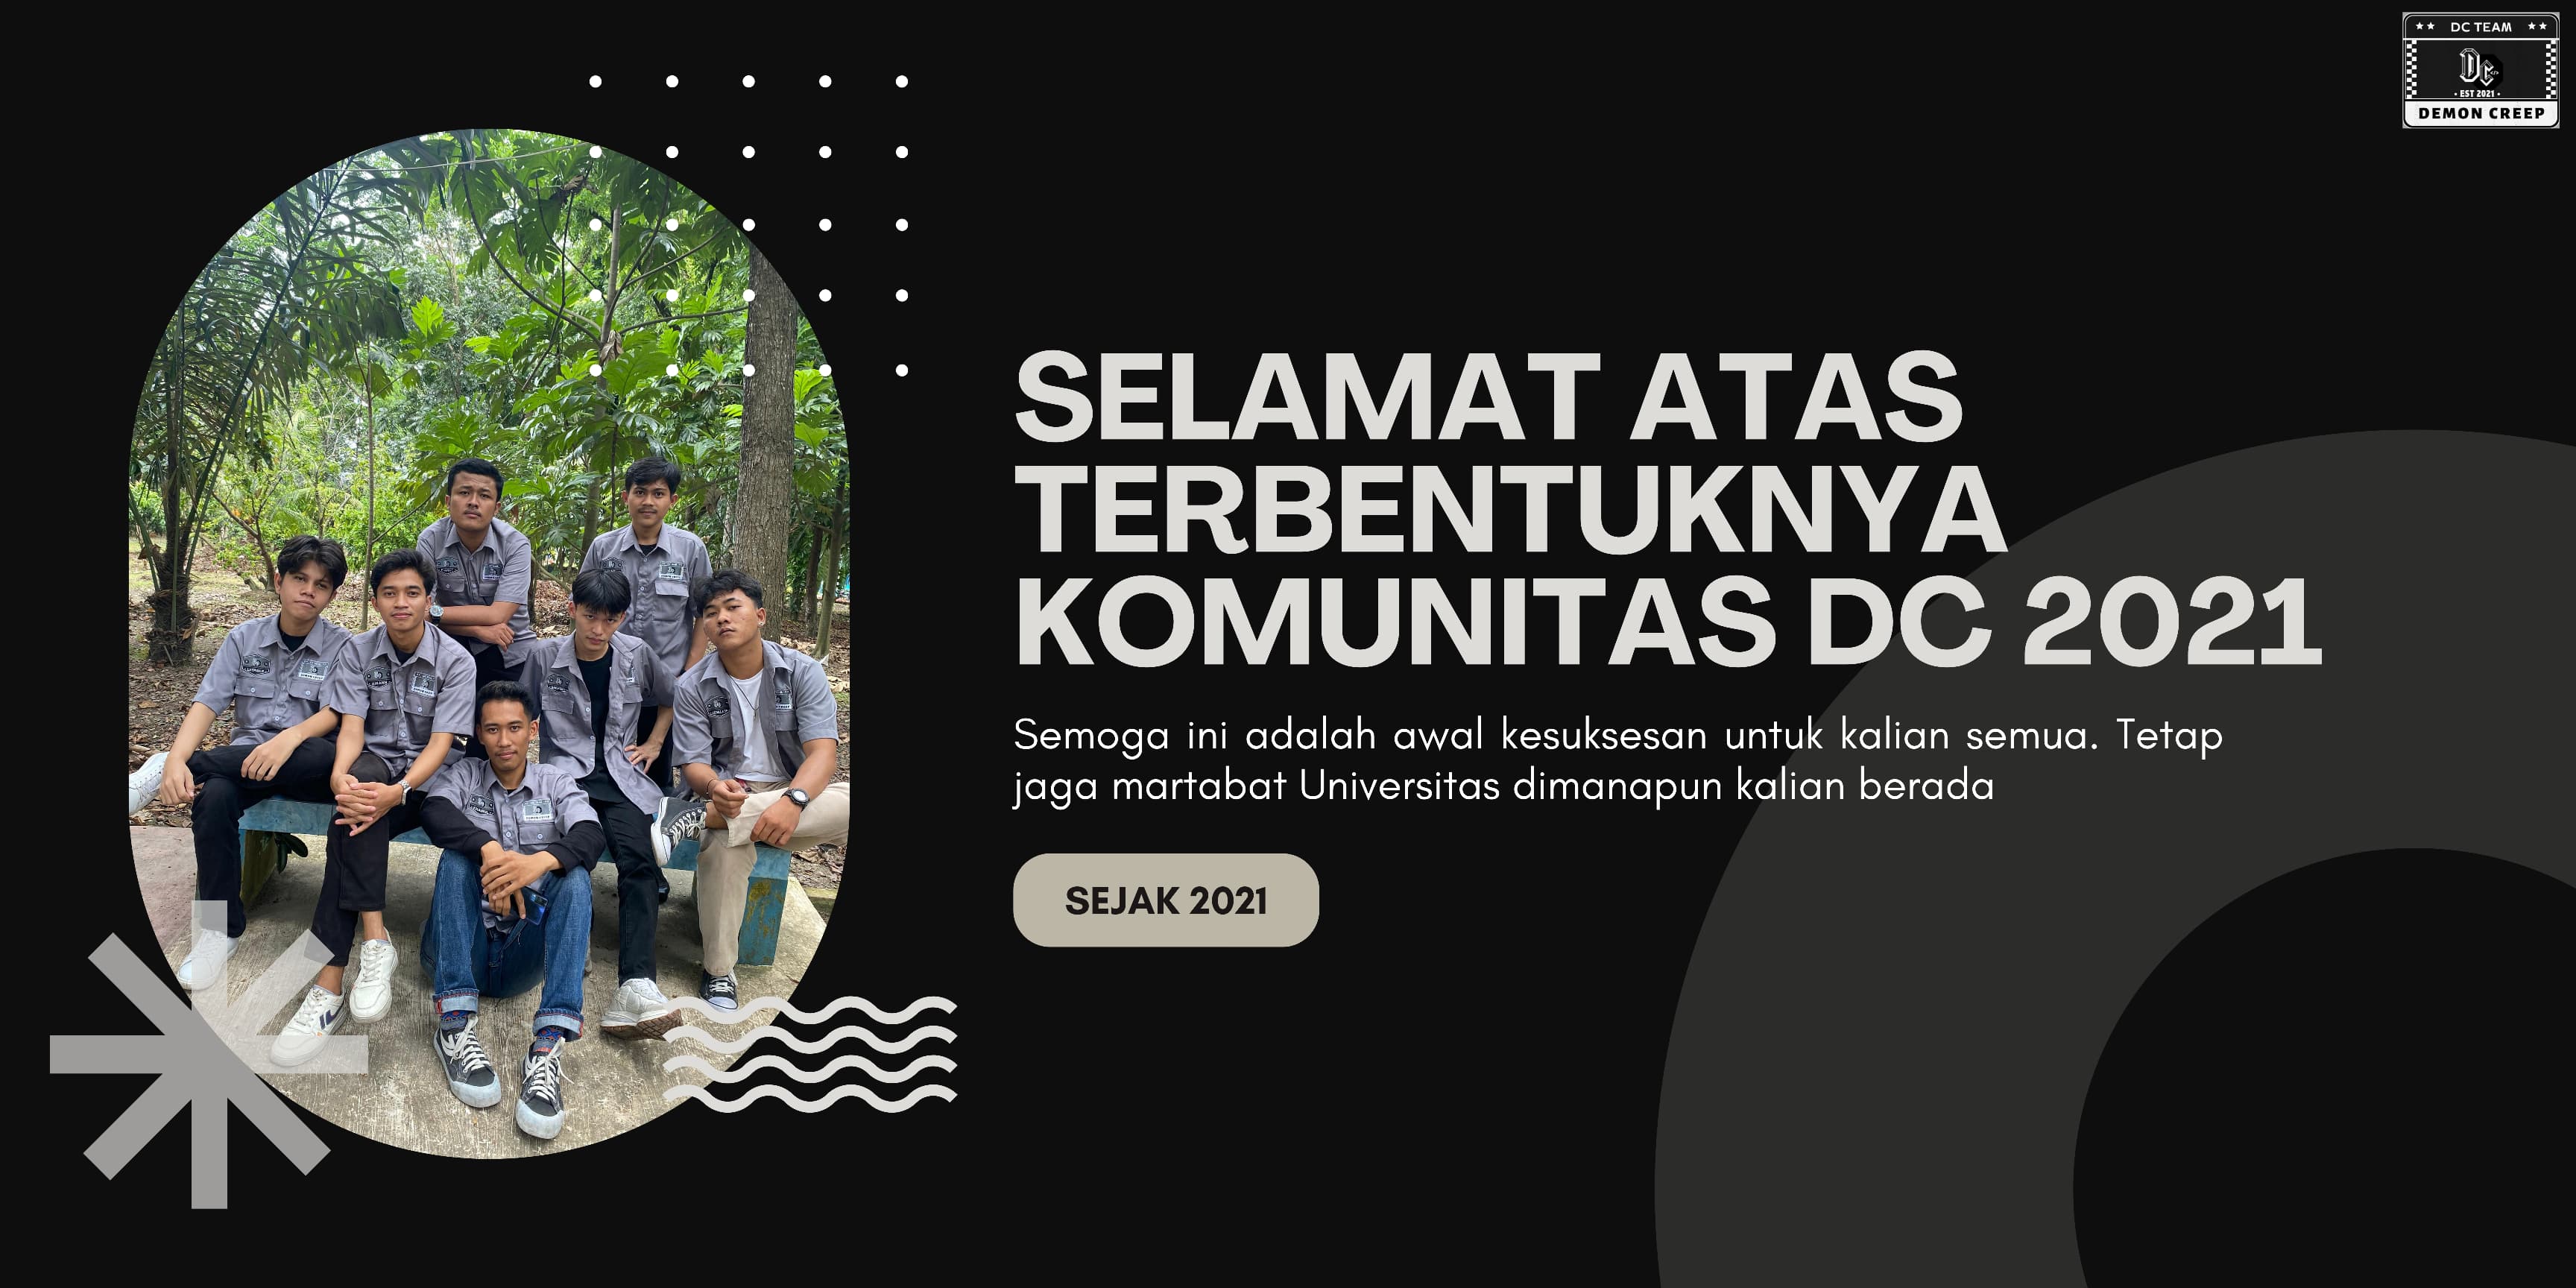 DC TEAM
Dc
• EST 2021 •
DEMON CREEP
SELAMAT ATAS
TERBENTUKNYA
KOMUNITAS DC 2021
Semoga ini adalah awal kesuksesan untuk kalian semua. Tetap
jaga martabat Universitas dimanapun kalian berada
SEJAK 2021